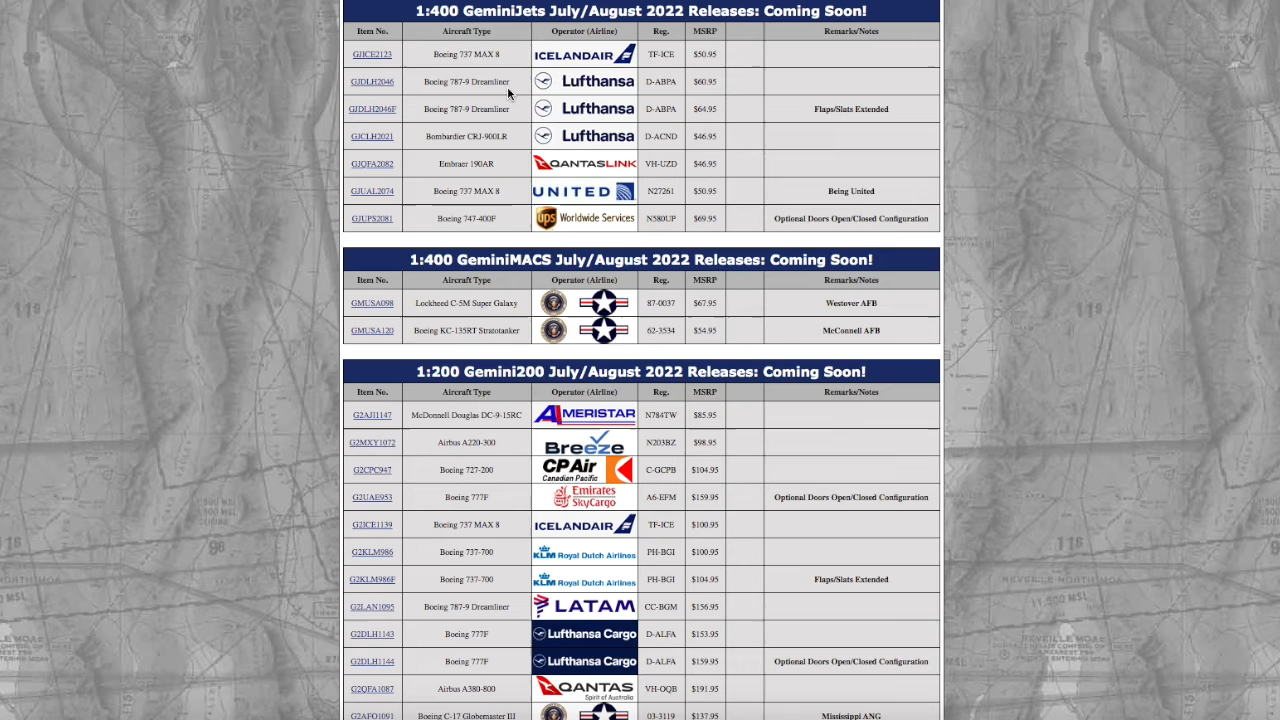 1:400 GeminiJets July/August 2022 Releases: Coming Soon!
Item No. Aircraft Type Operator (Airline) Reg. MSRP Remarks/Notes
GJICE2123 Boeing 737 MAX 8 ICELANDAIR TF-ICE $50.95
GJDLH2046 Boeing 787-9 Dreamliner Lufthansa D-ABPA $60.95
GJDLH2046F Boeing 787-9 Dreamliner Lufthansa D-ABPA $64.95 Flaps/Slats Extended
GJCLH2021 Bombardier CRJ-900LR Lufthansa D-ACND $46.95
GJQFA2082 Embraer 190AR QANTASLINK VH-UZD $46.95
GJUAL2074 Boeing 737 MAX 8 UNITED N27261 $50.95 Being United
GJUPS2081 Boeing 747-400F ups Worldwide Services N580UP $69.95 Optional Doors Open/Closed Configuration
1:400 GeminiMACS July/August 2022 Releases: Coming Soon!
Item No. Aircraft Type Operator (Airline) Reg. MSRP Remarks/Notes
GMUSA098 Lockheed C-5M Super Galaxy 87-0037 $67.95 Westover AFB
GMUSA120 Boeing KC-135RT Stratotanker 62-3534 $54.95 McConnell AFB
1:200 Gemini200 July/August 2022 Releases: Coming Soon!
Item No. Aircraft Type Operator (Airline) Reg. MSRP Remarks/Notes
G2AJI1147 McDonnell Douglas DC-9-15RC AMERISTAR N784TW $85.95
G2MXY1072 Airbus A220-300 Breeze N203BZ $98.95
G2CPC947 Boeing 727-200 CPAir Canadian Pacific C-GCPB $104.95
G2UAE953 Boeing 777F Emirates SkyCargo A6-EFM $159.95 Optional Doors Open/Closed Configuration
G2ICE1139 Boeing 737 MAX 8 ICELANDAIR TF-ICE $100.95
G2KLM986 Boeing 737-700 KLM Royal Dutch Airlines PH-BGI $100.95
G2KLM986F Boeing 737-700 KLM Royal Dutch Airlines PH-BGI $104.95 Flaps/Slats Extended
G2LAN1095 Boeing 787-9 Dreamliner LATAM CC-BGM $156.95
G2DLH1143 Boeing 777F Lufthansa Cargo D-ALFA $153.95
G2DLH1144 Boeing 777F Lufthansa Cargo D-ALFA $159.95 Optional Doors Open/Closed Configuration
G2QFA1087 Airbus A380-800 QANTAS Spirit of Australia VH-OQB $191.95
G2AFO1091 Boeing C-17 Globemaster III 03-3119 $137.95 Mississippi ANG